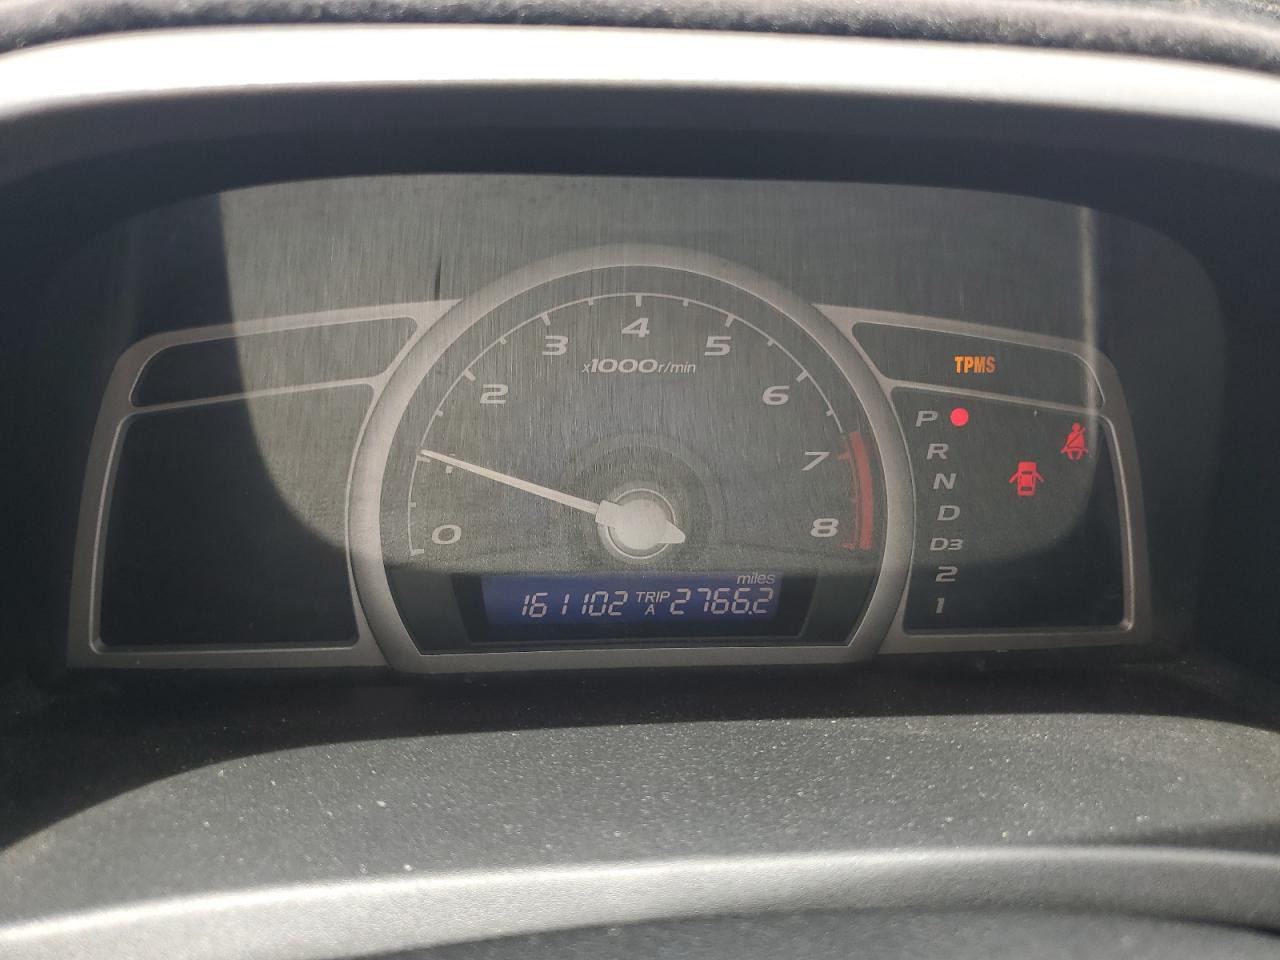 4
3 5
x1000r/min
2 6
TPMS
P
R
1 7
N
D
0 8
D3
2
1
miles
161102 TRIP A 2766.2